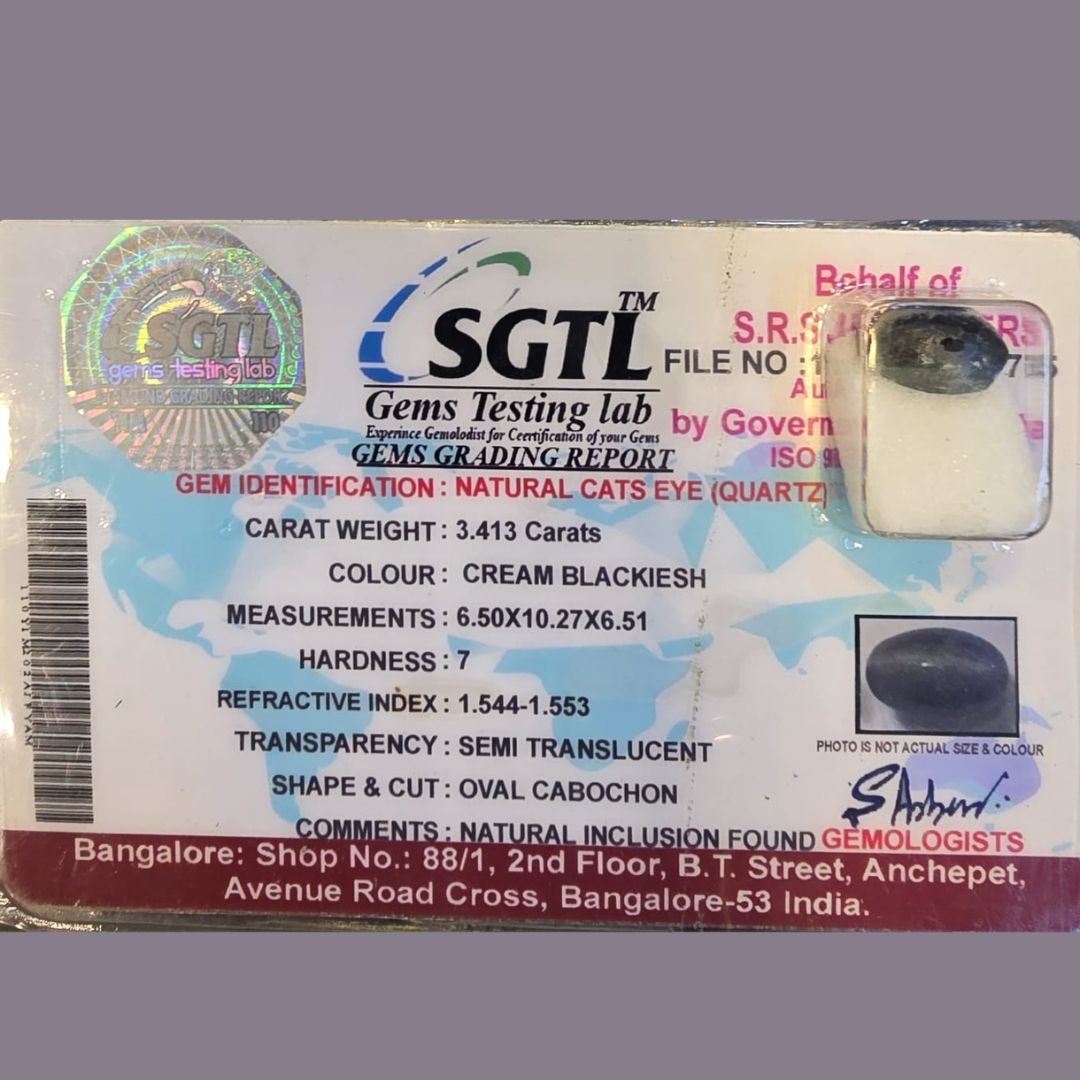 SGTL
gems testing lab
SGTL™
Gems Testing lab
Experince Gemolodist for Ceertification of your Gems
GEMS GRADING REPORT
Behalf of
S.R.S
FILE NO :
by Govern
ISO
GEM IDENTIFICATION : NATURAL CATS EYE (QUARTZ)
CARAT WEIGHT : 3.413 Carats
COLOUR : CREAM BLACKIESH
MEASUREMENTS : 6.50X10.27X6.51
HARDNESS : 7
REFRACTIVE INDEX : 1.544-1.553
TRANSPARENCY : SEMI TRANSLUCENT
SHAPE & CUT : OVAL CABOCHON
COMMENTS : NATURAL INCLUSION FOUND
PHOTO IS NOT ACTUAL SIZE & COLOUR
GEMOLOGISTS
Bangalore: Shop No.: 88/1, 2nd Floor, B.T. Street, Anchepet,
Avenue Road Cross, Bangalore-53 India.